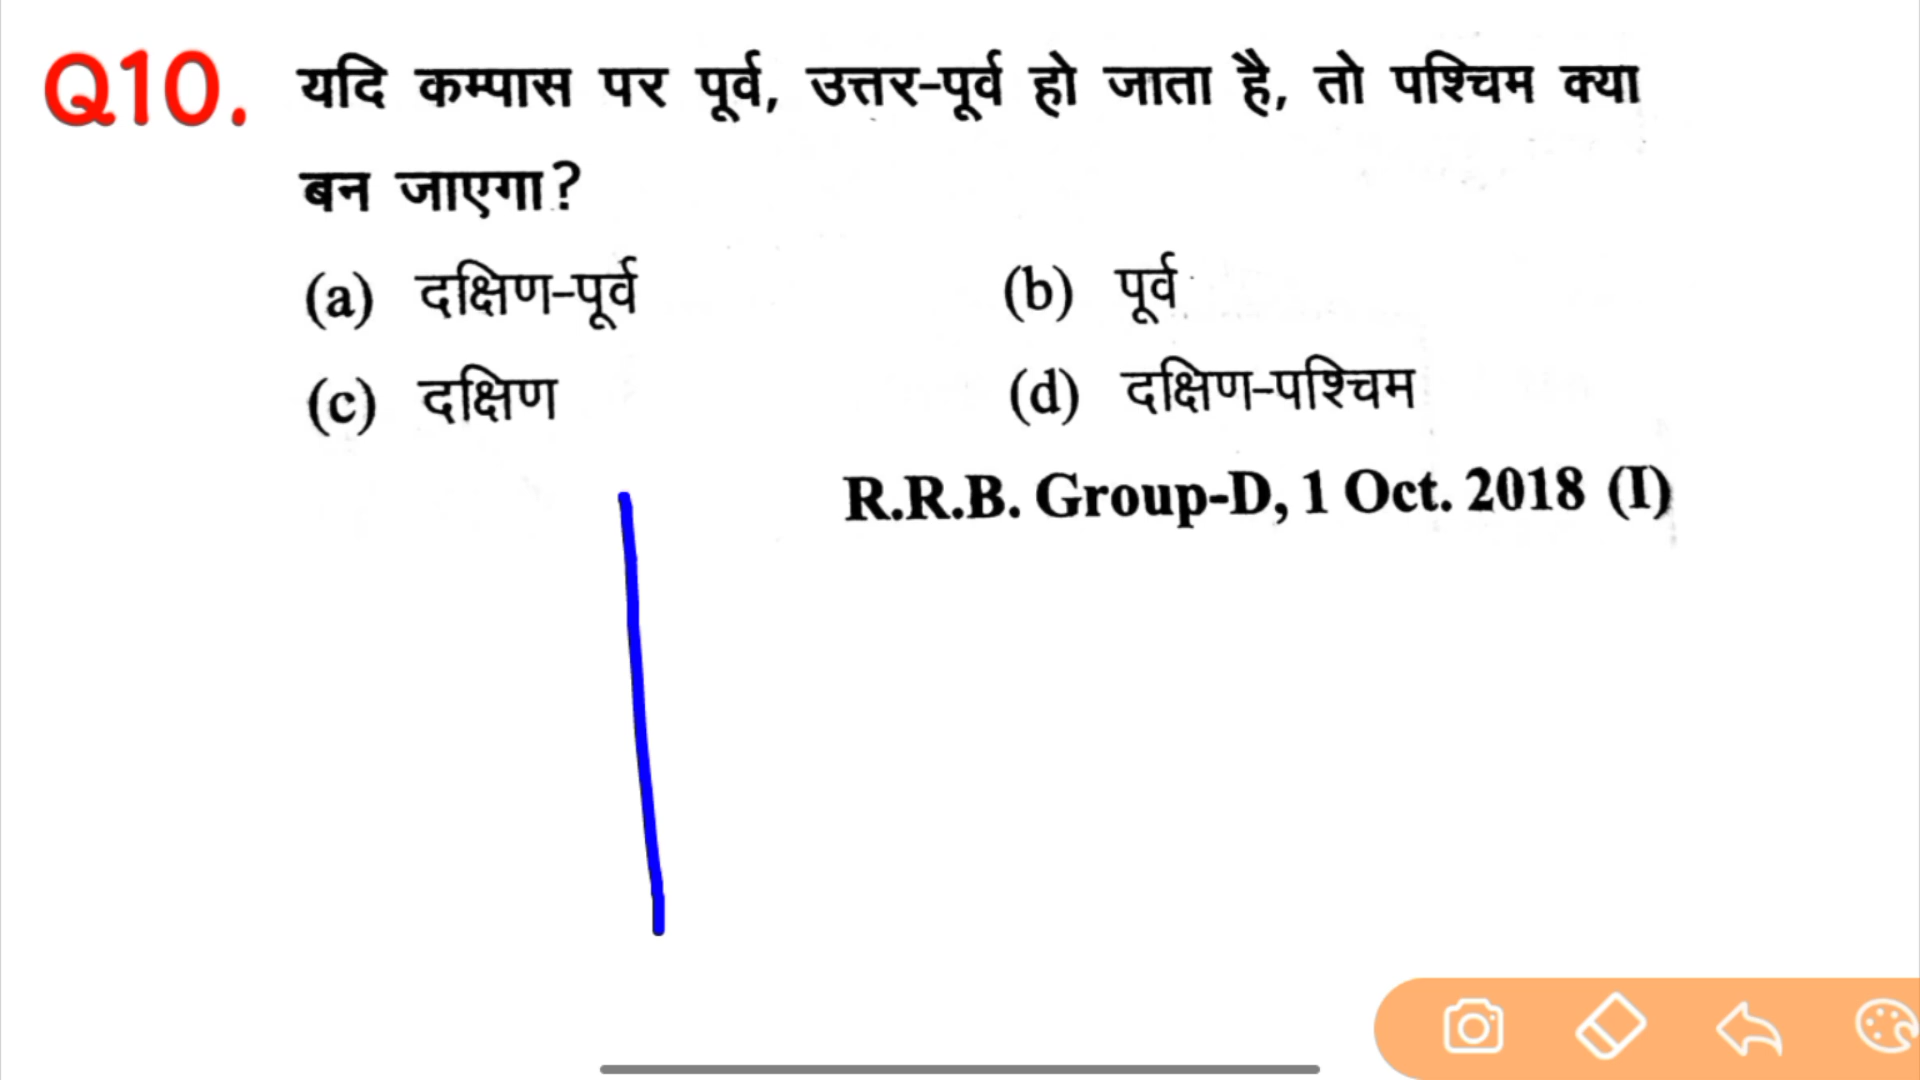 Q10. यदि कम्पास पर पूर्व, उत्तर-पूर्व हो जाता है, तो पश्चिम क्या
बन जाएगा?
(a) दक्षिण-पूर्व (b) पूर्व
(c) दक्षिण (d) दक्षिण-पश्चिम
R.R.B. Group-D, 1 Oct. 2018 (I)